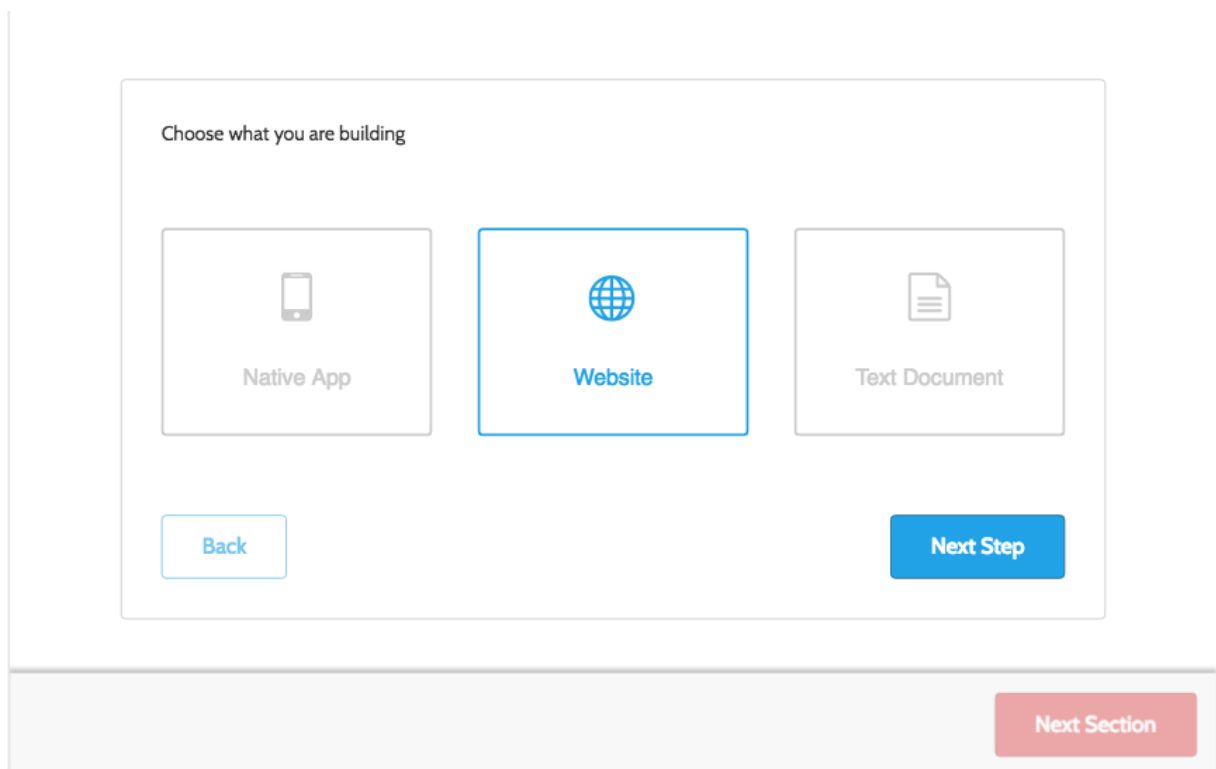 Choose what you are building
Native App
Website
Text Document
Back
Next Step
Next Section